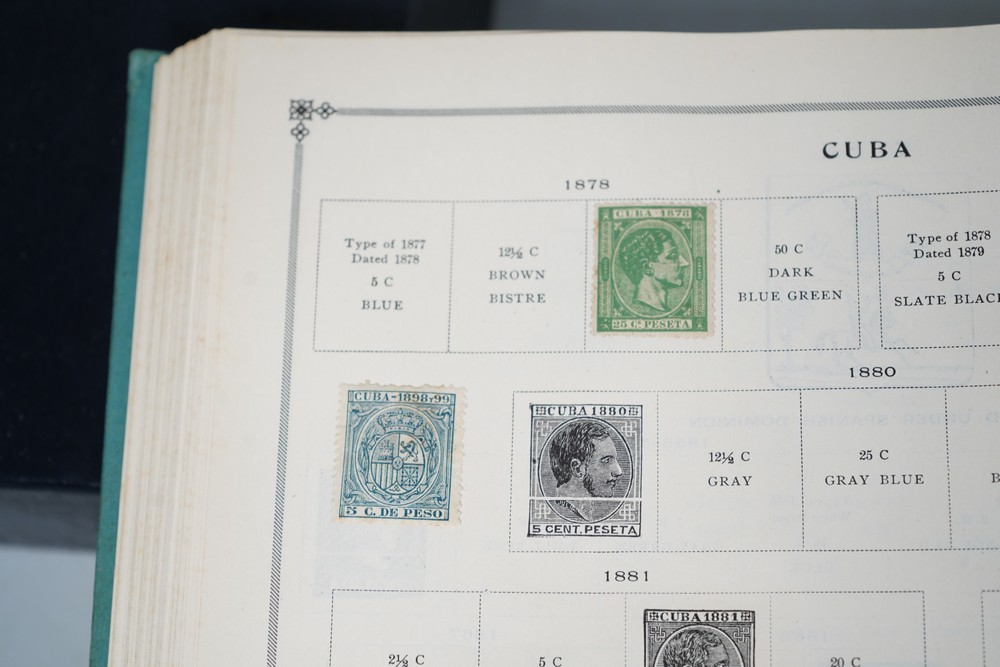 CUBA
1878
Type of 1877
Dated 1878
5 C
BLUE
12½ C
BROWN
BISTRE
CUBA 1878
25 Cs PESETA
50 C
DARK
BLUE GREEN
Type of 1878
Dated 1879
5 C
SLATE BLACK
1880
CUBA-1898 y 99
5 C. DE PESO
CUBA 1880
5 CENT. PESETA
12½ C
GRAY
25 C
GRAY BLUE
B
1881
2½ C
5 C
CUBA 1881
20 C